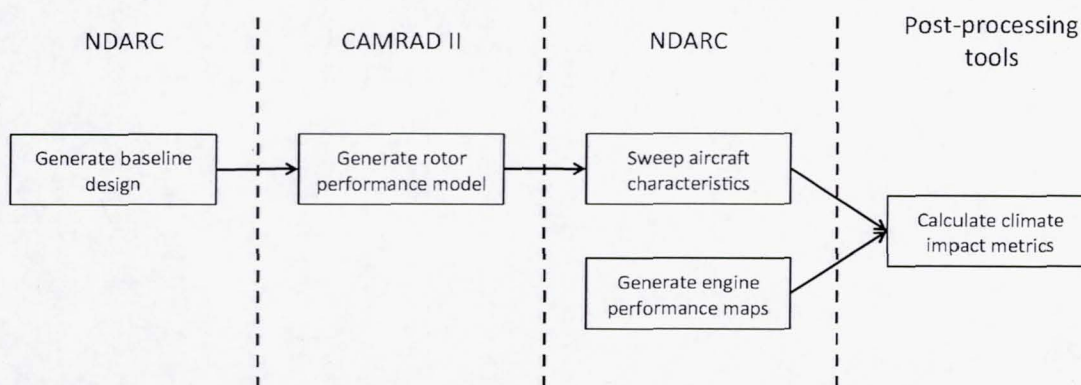 NDARC
CAMRAD II
NDARC
Post-processing
tools
Generate baseline
design
Generate rotor
performance model
Sweep aircraft
characteristics
Generate engine
performance maps
Calculate climate
impact metrics